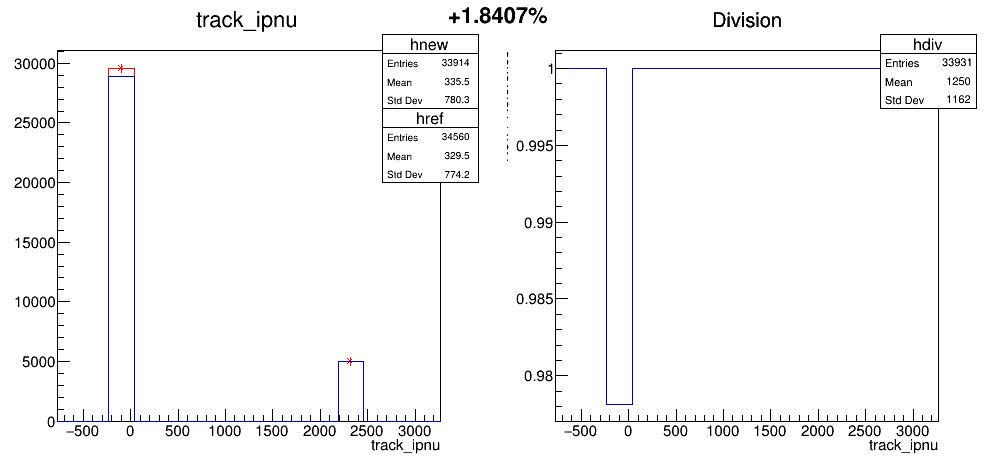 track_ipnu
+1.8407%
Division
hnew
Entries 33914
Mean 335.5
Std Dev 780.3
href
Entries 34560
Mean 329.5
Std Dev 774.2
30000
25000
20000
15000
10000
5000
0
−500 0 500 1000 1500 2000 2500 3000
track_ipnu
hdiv
Entries 33931
Mean 1250
Std Dev 1162
1
0.995
0.99
0.985
0.98
−500 0 500 1000 1500 2000 2500 3000
track_ipnu